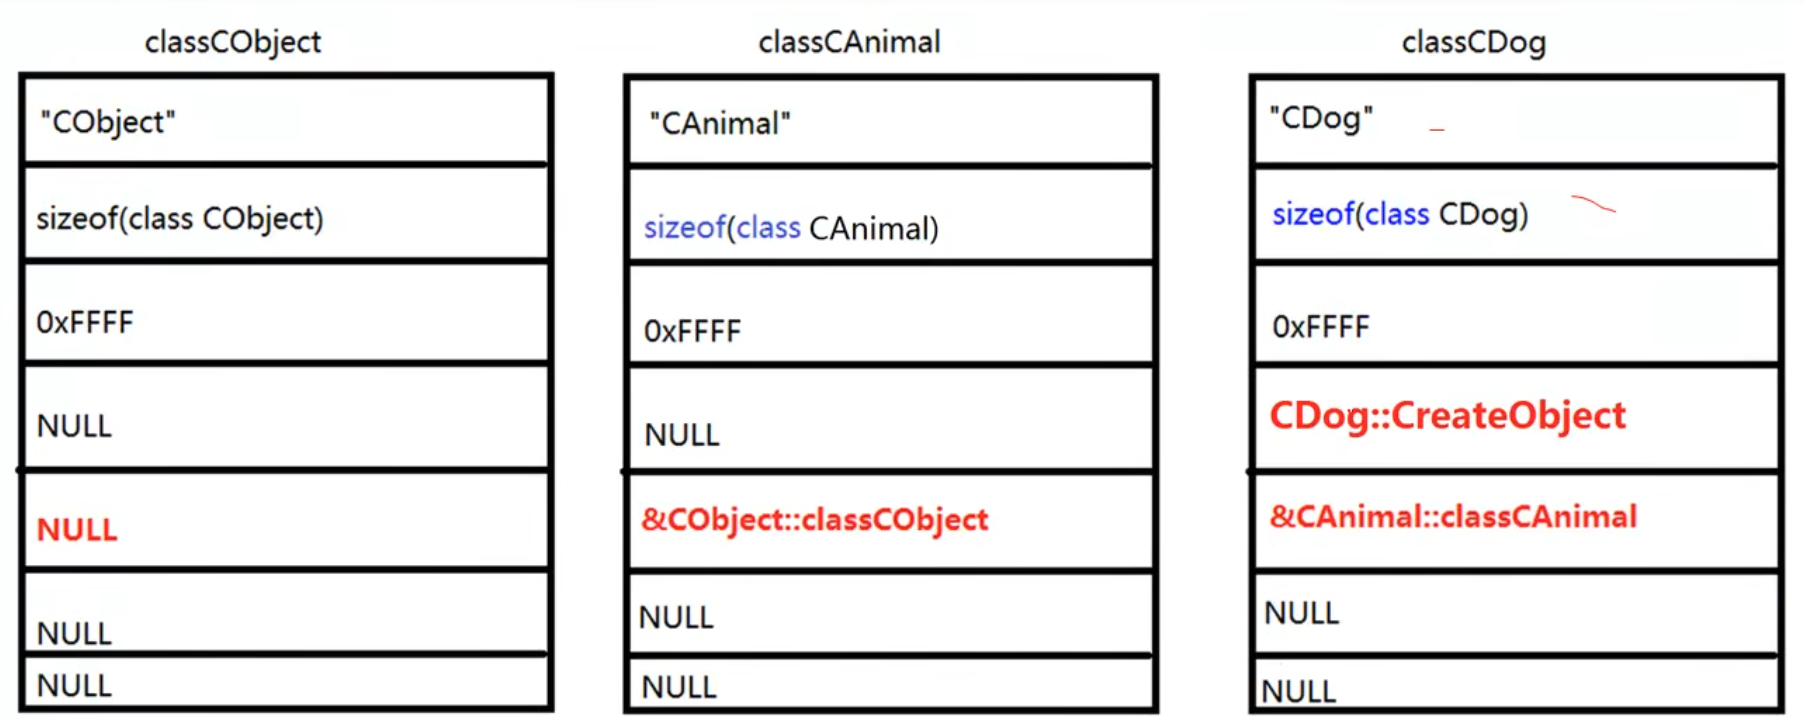 classCObject
"CObject"
sizeof(class CObject)
0xFFFF
NULL
NULL
NULL
NULL
classCAnimal
"CAnimal"
sizeof(class CAnimal)
0xFFFF
NULL
&CObject::classCObject
NULL
NULL
classCDog
"CDog"
sizeof(class CDog)
0xFFFF
CDog::CreateObject
&CAnimal::classCAnimal
NULL
NULL